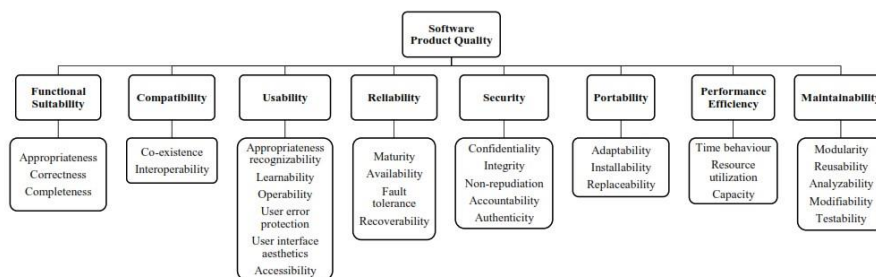 Software
Product Quality
Functional
Suitability
Compatibility
Usability
Reliability
Security
Portability
Performance
Efficiency
Maintainability
Appropriateness
Correctness
Completeness
Co-existence
Interoperability
Appropriateness
recognizability
Learnability
Operability
User error
protection
User interface
aesthetics
Accessibility
Maturity
Availability
Fault
tolerance
Recoverability
Confidentiality
Integrity
Non-repudiation
Accountability
Authenticity
Adaptability
Installability
Replaceability
Time behaviour
Resource
utilization
Capacity
Modularity
Reusability
Analyzability
Modifiability
Testability